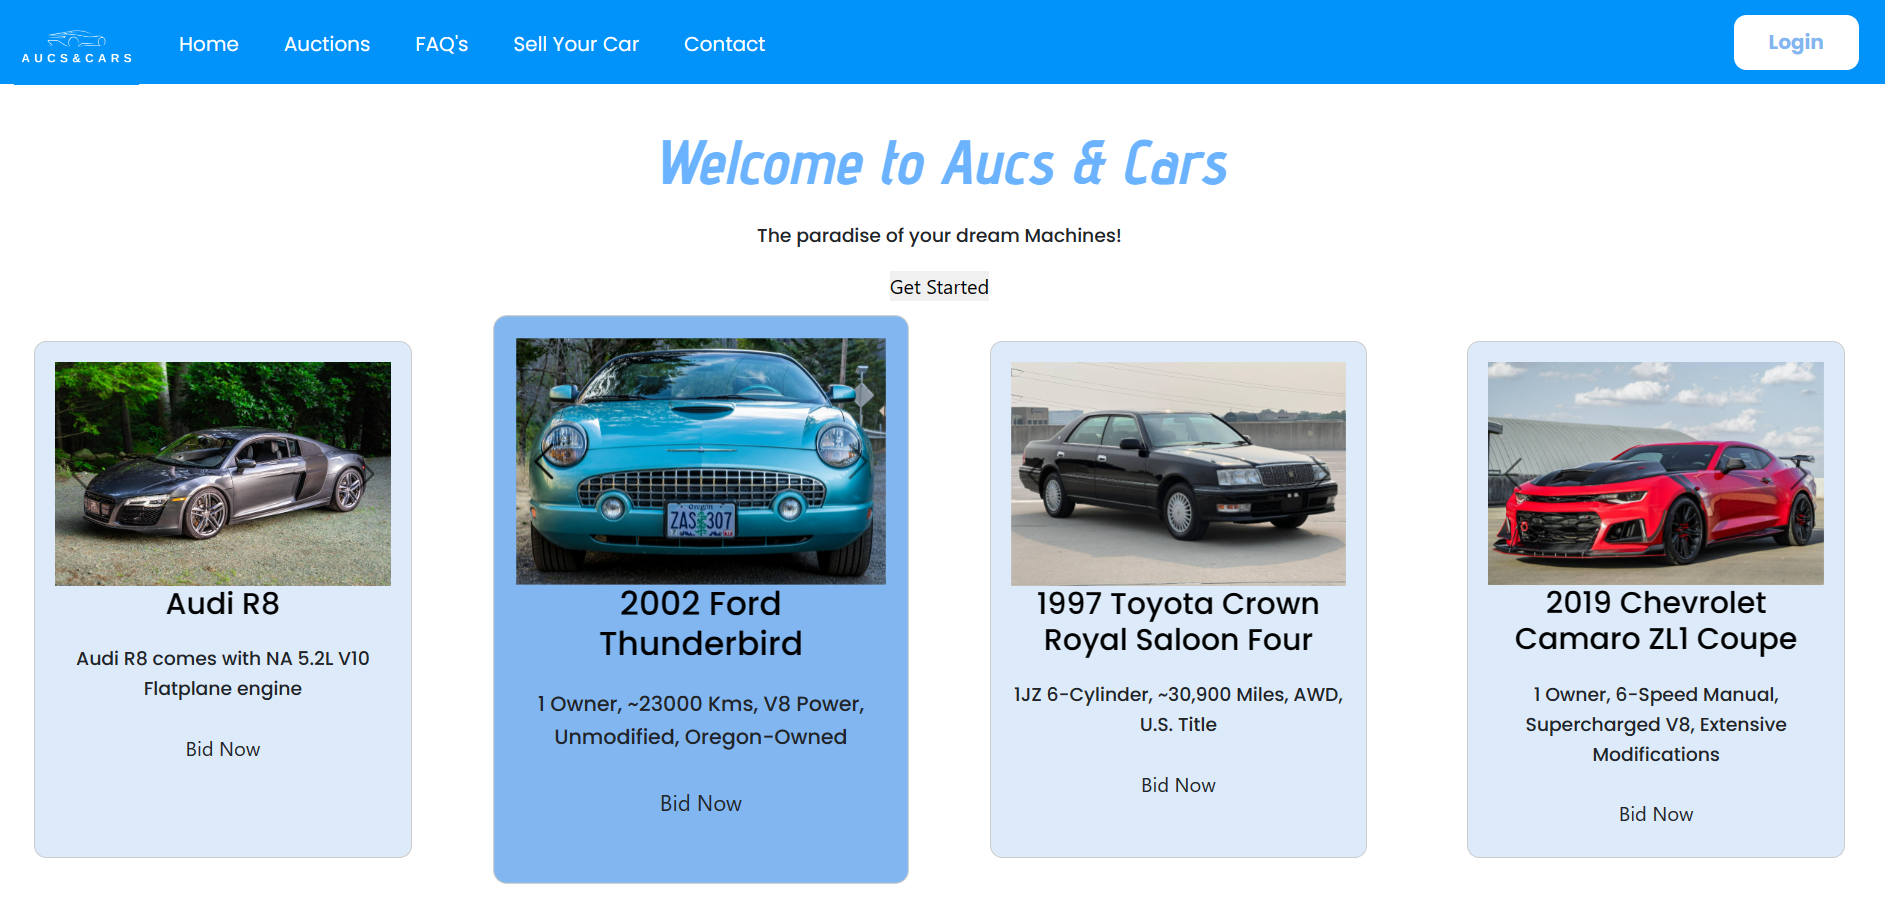 AUCS&CARS
Home
Auctions
FAQ's
Sell Your Car
Contact
Login
Welcome to Aucs & Cars
The paradise of your dream Machines!
Get Started
Audi R8
Audi R8 comes with NA 5.2L V10
Flatplane engine
Bid Now
Oregon
ZAS 307
2002 Ford
Thunderbird
1 Owner, ~23000 Kms, V8 Power,
Unmodified, Oregon-Owned
Bid Now
1997 Toyota Crown
Royal Saloon Four
1JZ 6-Cylinder, ~30,900 Miles, AWD,
U.S. Title
Bid Now
2019 Chevrolet
Camaro ZL1 Coupe
1 Owner, 6-Speed Manual,
Supercharged V8, Extensive
Modifications
Bid Now